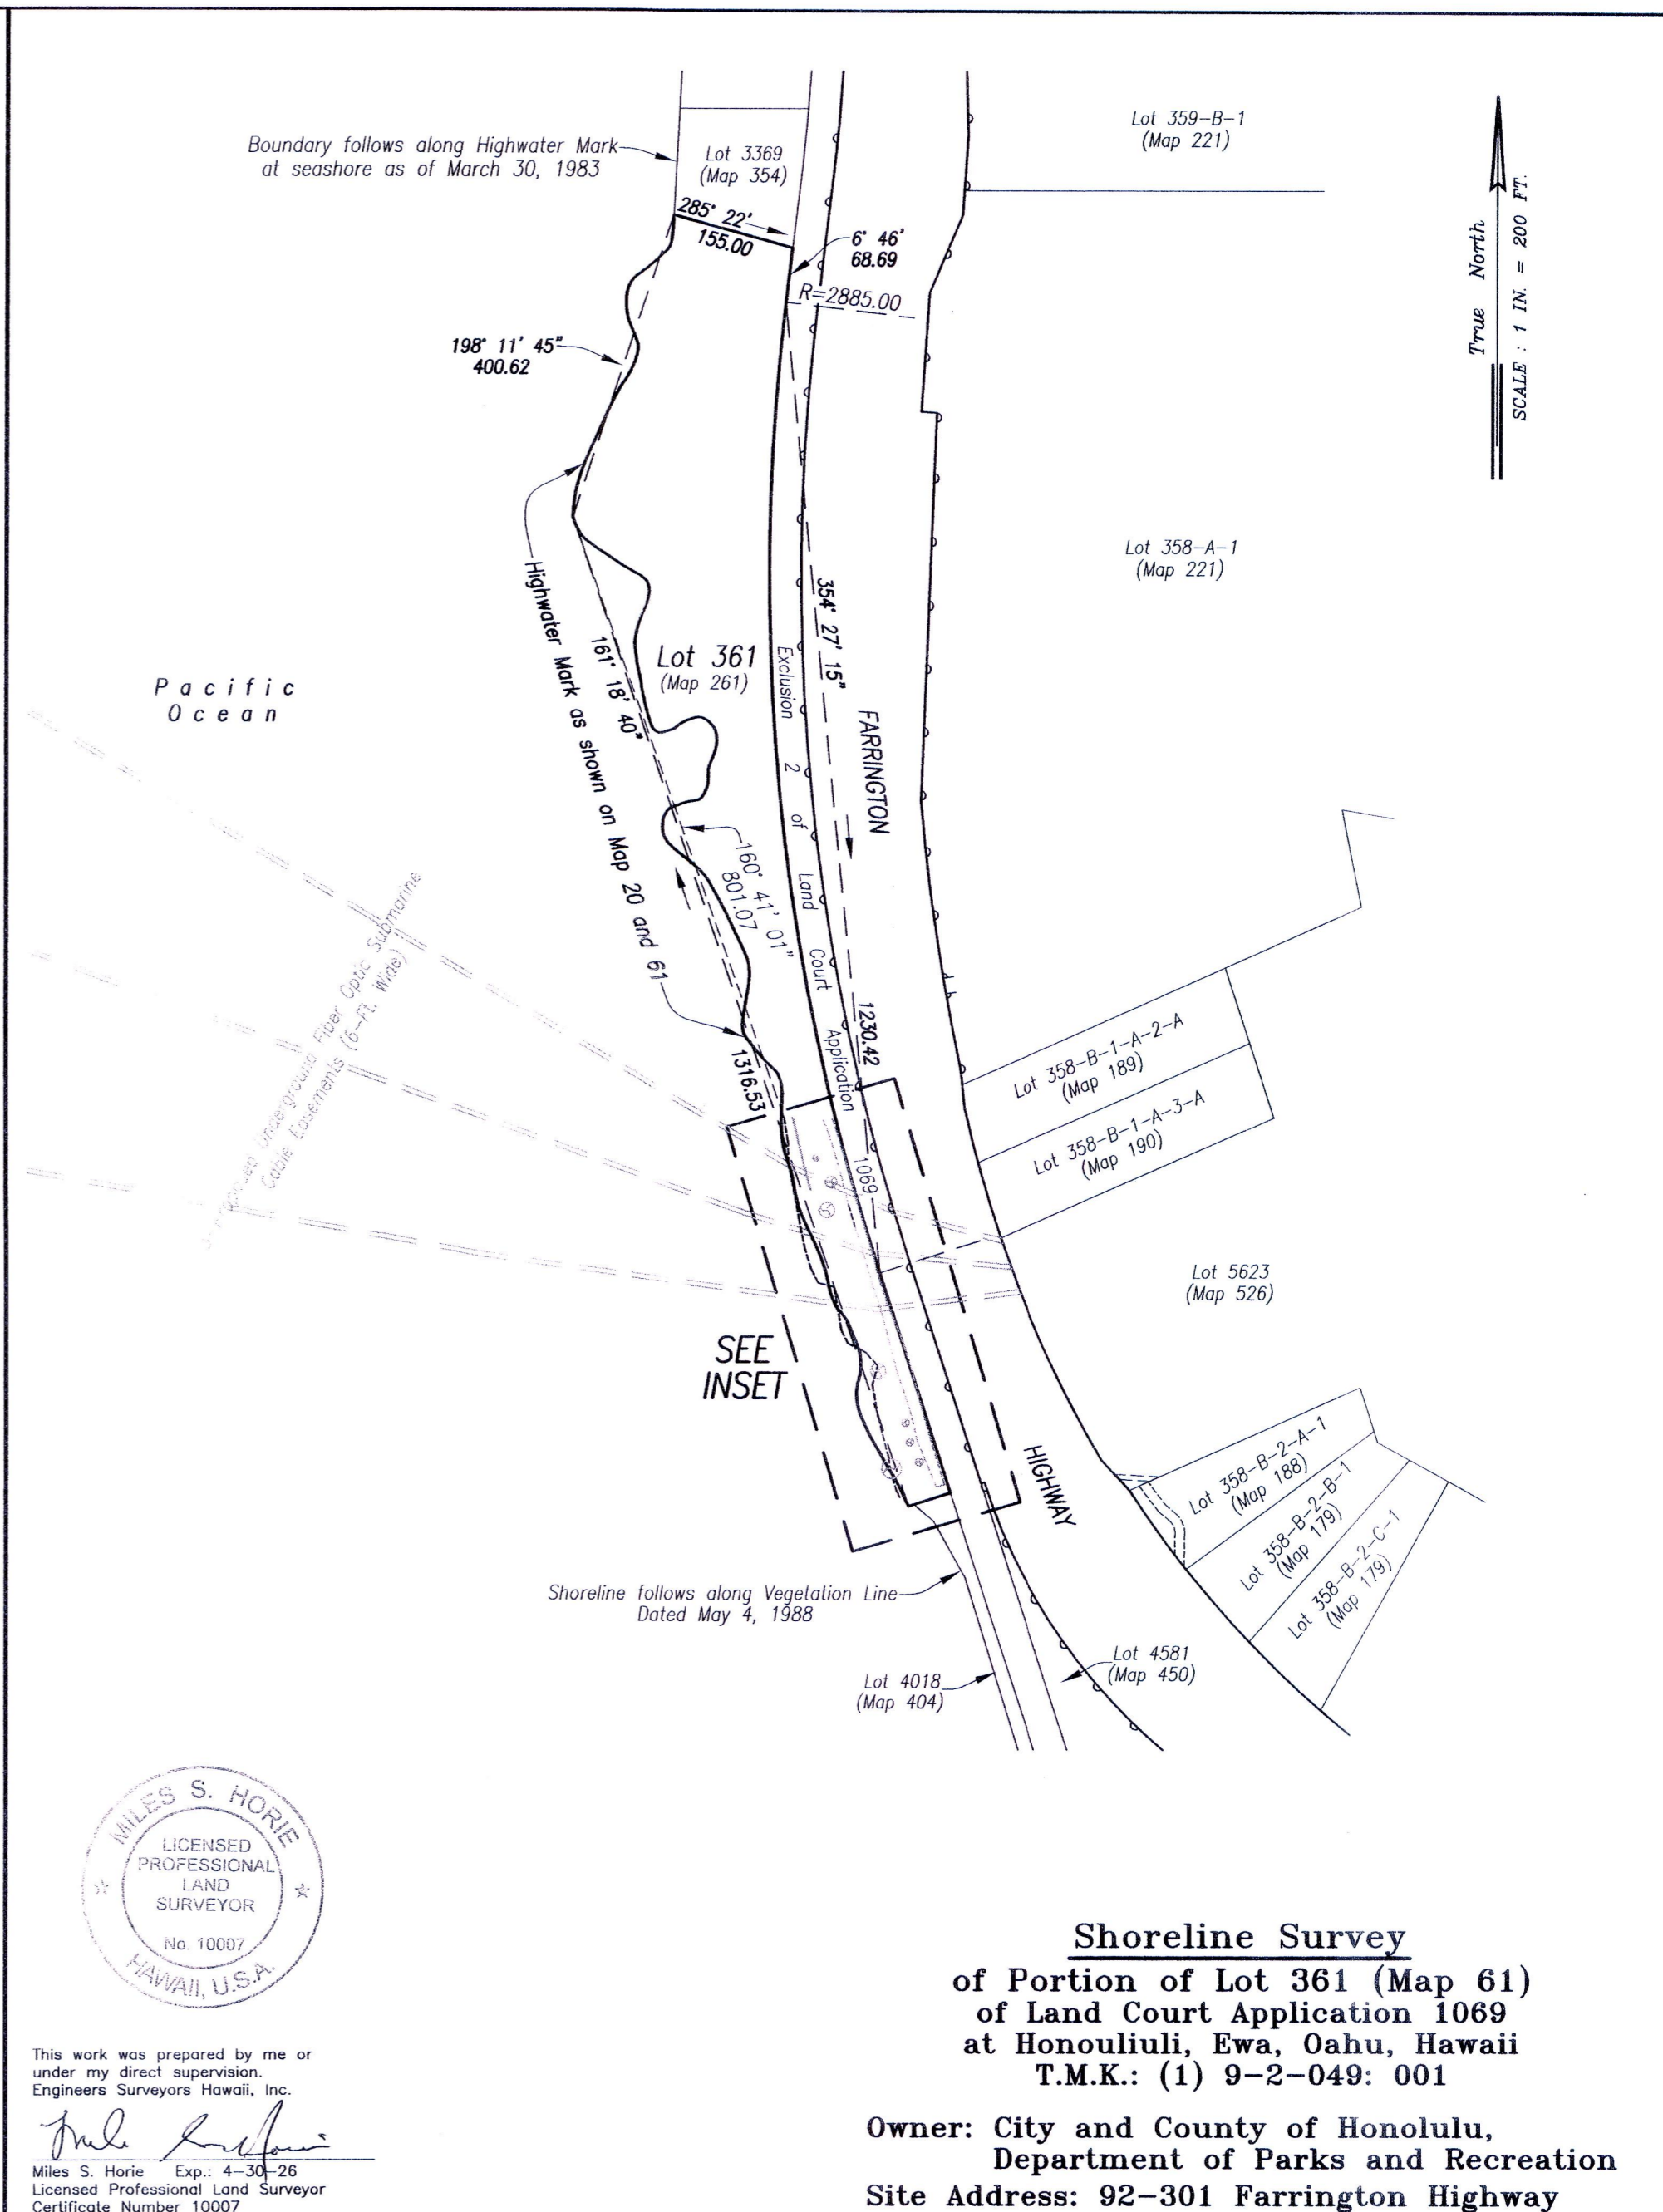 Boundary follows along Highwater Mark
at seashore as of March 30, 1983
Lot 3369
(Map 354)
Lot 359-B-1
(Map 221)
285° 22'
155.00
6° 46'
68.69
R=2885.00
True North
SCALE : 1 IN. = 200 FT.
198° 11' 45"
400.62
Lot 358-A-1
(Map 221)
Highwater Mark as shown on Map 20 and 61
161° 18' 40"
1316.53
Lot 361
(Map 261)
Exclusion 2 of Land Court Application 1069
354° 27' 15"
1230.42
FARRINGTON
HIGHWAY
Pacific
Ocean
160° 41' 01"
801.07
Underground Fiber Optic Submarine
Cable Easements (6-Ft. Wide)
Lot 358-B-1-A-2-A
(Map 189)
Lot 358-B-1-A-3-A
(Map 190)
Lot 5623
(Map 526)
SEE
INSET
Lot 358-B-2-A-1
(Map 188)
Lot 358-B-2-B-1
(Map 179)
Lot 358-B-2-C-1
(Map 179)
Shoreline follows along Vegetation Line
Dated May 4, 1988
Lot 4018
(Map 404)
Lot 4581
(Map 450)
MILES S. HORIE
LICENSED
PROFESSIONAL
LAND
SURVEYOR
No. 10007
HAWAII, U.S.A.
This work was prepared by me or
under my direct supervision.
Engineers Surveyors Hawaii, Inc.
Miles S. Horie Exp.: 4-30-26
Licensed Professional Land Surveyor
Certificate Number 10007
Shoreline Survey
of Portion of Lot 361 (Map 61)
of Land Court Application 1069
at Honouliuli, Ewa, Oahu, Hawaii
T.M.K.: (1) 9-2-049: 001
Owner: City and County of Honolulu,
Department of Parks and Recreation
Site Address: 92-301 Farrington Highway